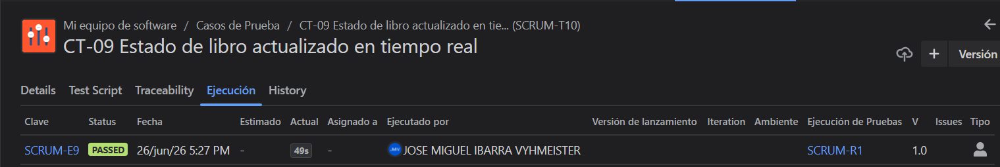 Mi equipo de software / Casos de Prueba / CT-09 Estado de libro actualizado en tie... (SCRUM-T10)
CT-09 Estado de libro actualizado en tiempo real
+ Versión
Details Test Script Traceability Ejecución History
Clave Status Fecha Estimado Actual Asignado a Ejecutado por Versión de lanzamiento Iteration Ambiente Ejecución de Pruebas V Issues Tipo
SCRUM-E9 PASSED 26/jun/26 5:27 PM - 49s - JOSE MIGUEL IBARRA VYHMEISTER SCRUM-R1 1.0